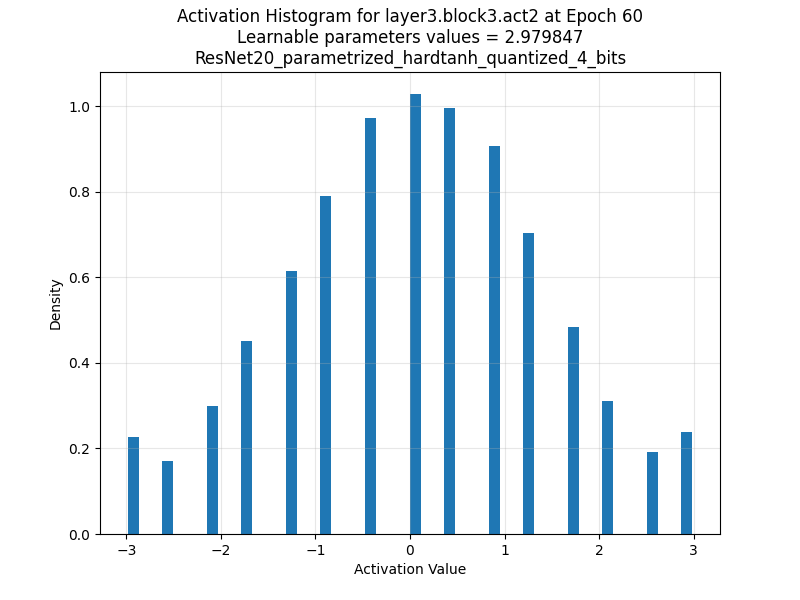 Activation Histogram for layer3.block3.act2 at Epoch 60
Learnable parameters values = 2.979847
ResNet20_parametrized_hardtanh_quantized_4_bits
1.0
0.8
0.6
0.4
0.2
0.0
Density
−3
−2
−1
0
1
2
3
Activation Value